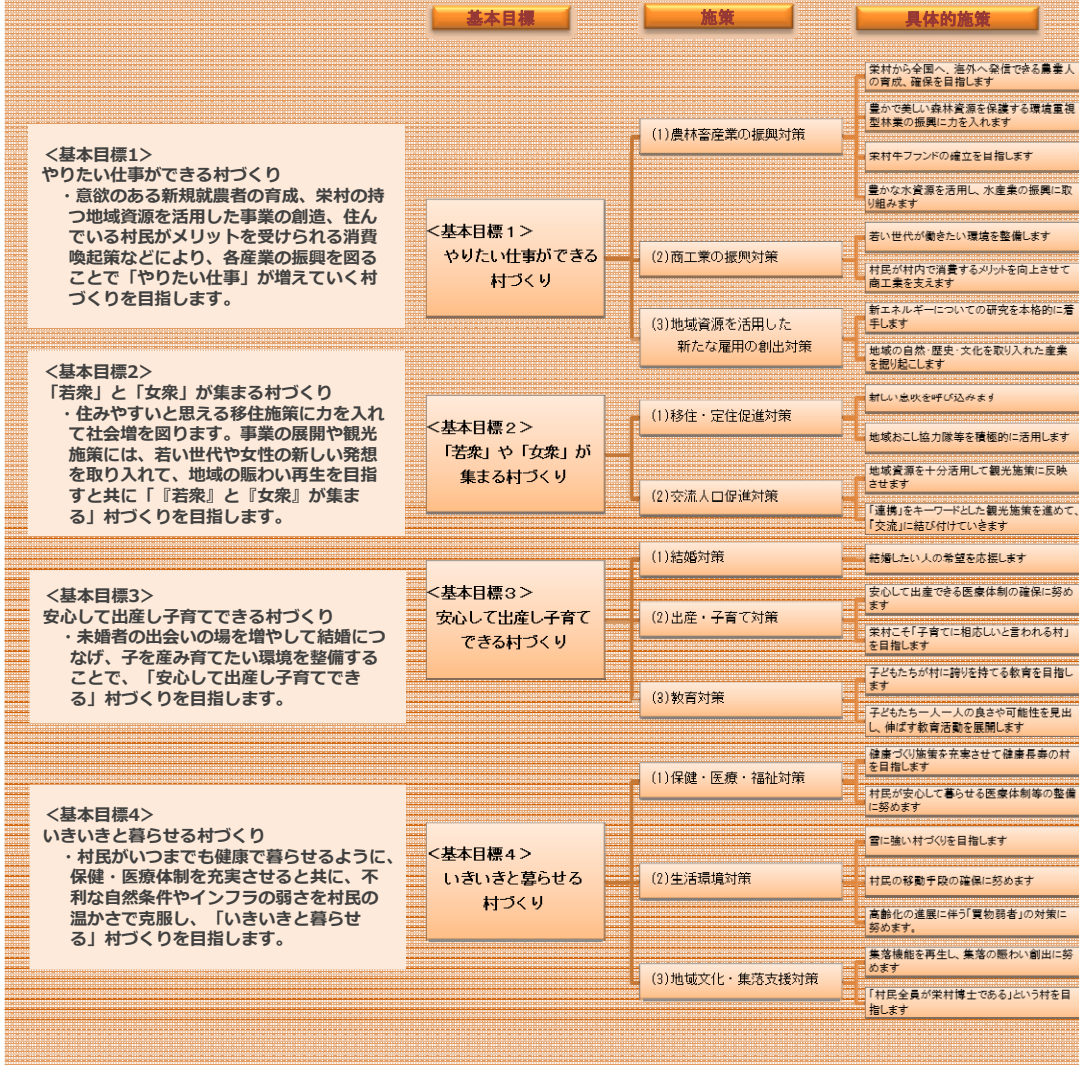 基本目標
施策
具体的施策
<基本目標1>
やりたい仕事ができる村づくり
・意欲のある新規就農者の育成、栄村の持
つ地域資源を活用した事業の創造、住ん
でいる村民がメリットを受けられる消費
喚起策などにより、各産業の振興を図る
ことで「やりたい仕事」が増えていく村
づくりを目指します。
<基本目標１>
やりたい仕事ができる
村づくり
(1)農林畜産業の振興対策
栄村から全国へ、海外へ発信できる農業人
の育成、確保を目指します
豊かで美しい森林資源を保護する環境重視
型林業の振興に力を入れます
栄村牛ブランドの確立を目指します
豊かな水資源を活用し、水産業の振興に取
り組みます
(2)商工業の振興対策
若い世代が働きたい環境を整備します
村民が村内で消費するメリットを向上させて
商工業を支えます
(3)地域資源を活用した
新たな雇用の創出対策
新エネルギーについての研究を本格的に着
手します
地域の自然・歴史・文化を取り入れた産業
を掘り起こします
<基本目標2>
「若衆」と「女衆」が集まる村づくり
・住みやすいと思える移住施策に力を入れ
て社会増を図ります。事業の展開や観光
施策には、若い世代や女性の新しい発想
を取り入れて、地域の賑わい再生を目指
すと共に「『若衆』と『女衆』が集ま
る」村づくりを目指します。
<基本目標２>
「若衆」や「女衆」が
集まる村づくり
(1)移住・定住促進対策
新しい息吹を呼び込みます
地域おこし協力隊等を積極的に活用します
(2)交流人口促進対策
地域資源を十分活用して観光施策に反映
させます
「連携」をキーワードとした観光施策を進めて、
「交流」に結び付けていきます
<基本目標3>
安心して出産し子育てできる村づくり
・未婚者の出会いの場を増やして結婚につ
なげ、子を産み育てたい環境を整備する
ことで、「安心して出産し子育てでき
る」村づくりを目指します。
<基本目標３>
安心して出産し子育て
できる村づくり
(1)結婚対策
結婚したい人の希望を応援します
(2)出産・子育て対策
安心して出産できる医療体制の確保に努め
ます
栄村こそ「子育てに相応しいと言われる村」
を目指します
(3)教育対策
子どもたちが村に誇りを持てる教育を目指し
ます
子どもたち一人一人の良さや可能性を見出
し、伸ばす教育活動を展開します
<基本目標4>
いきいきと暮らせる村づくり
・村民がいつまでも健康で暮らせるように、
保健・医療体制を充実させると共に、不
利な自然条件やインフラの弱さを村民の
温かさで克服し、「いきいきと暮らせ
る」村づくりを目指します。
<基本目標４>
いきいきと暮らせる
村づくり
(1)保健・医療・福祉対策
健康づくり施策を充実させて健康長寿の村
を目指します
村民が安心して暮らせる医療体制等の整備
に努めます
(2)生活環境対策
雪に強い村づくりを目指します
村民の移動手段の確保に努めます
高齢化の進展に伴う「買物弱者」の対策に
努めます。
(3)地域文化・集落支援対策
集落機能を再生し、集落の賑わい創出に努
めます
「村民全員が栄村博士である」という村を目
指します